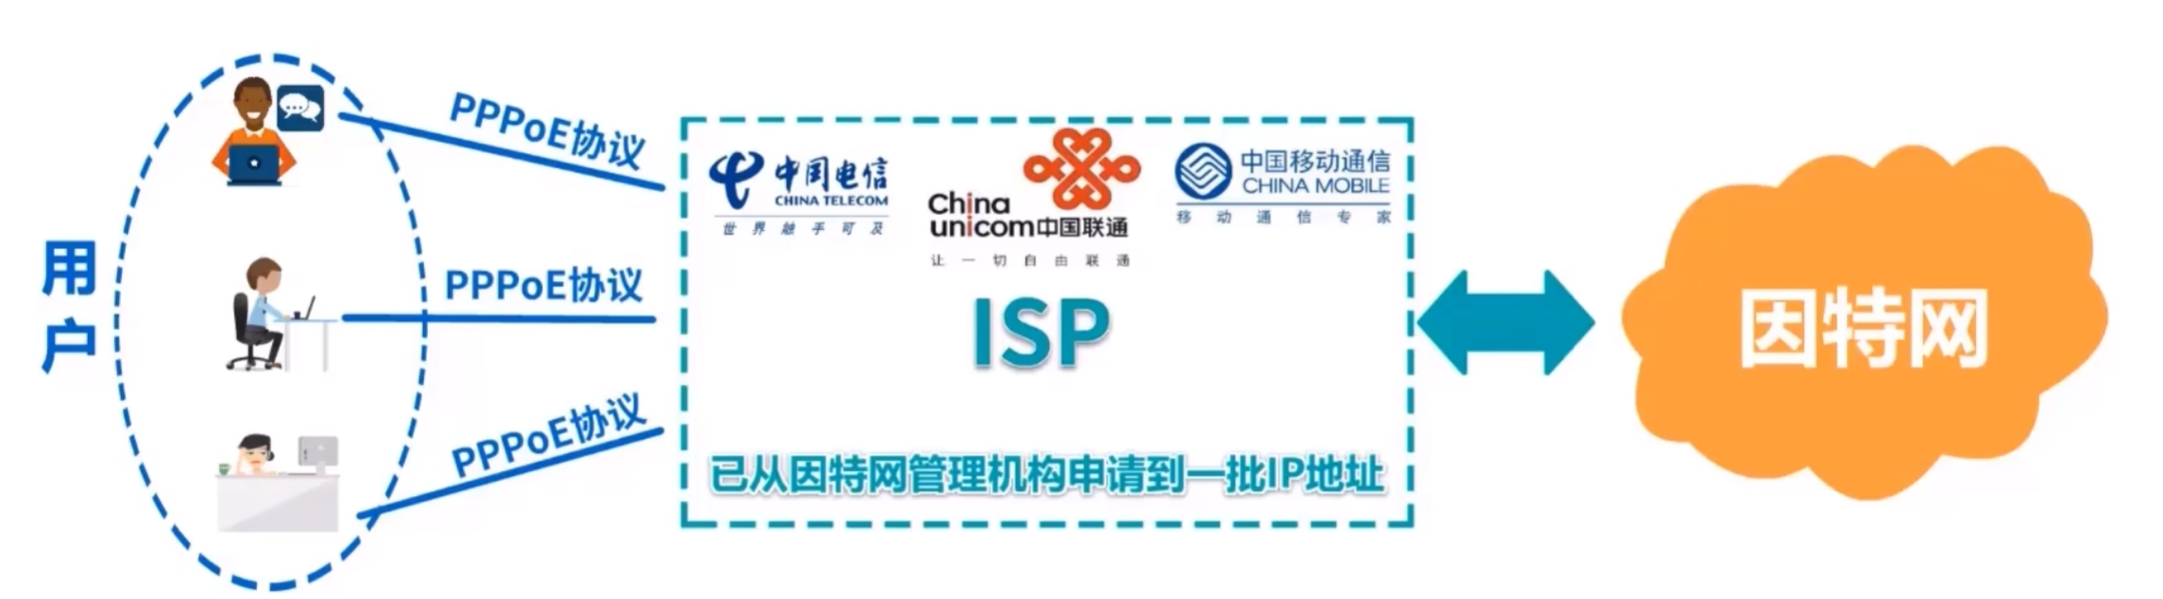 用户
PPPoE协议
PPPoE协议
PPPoE协议
中国电信
CHINA TELECOM
世界触手可及
China
unicom中国联通
让一切自由联通
中国移动通信
CHINA MOBILE
移动通信专家
ISP
已从因特网管理机构申请到一批IP地址
因特网